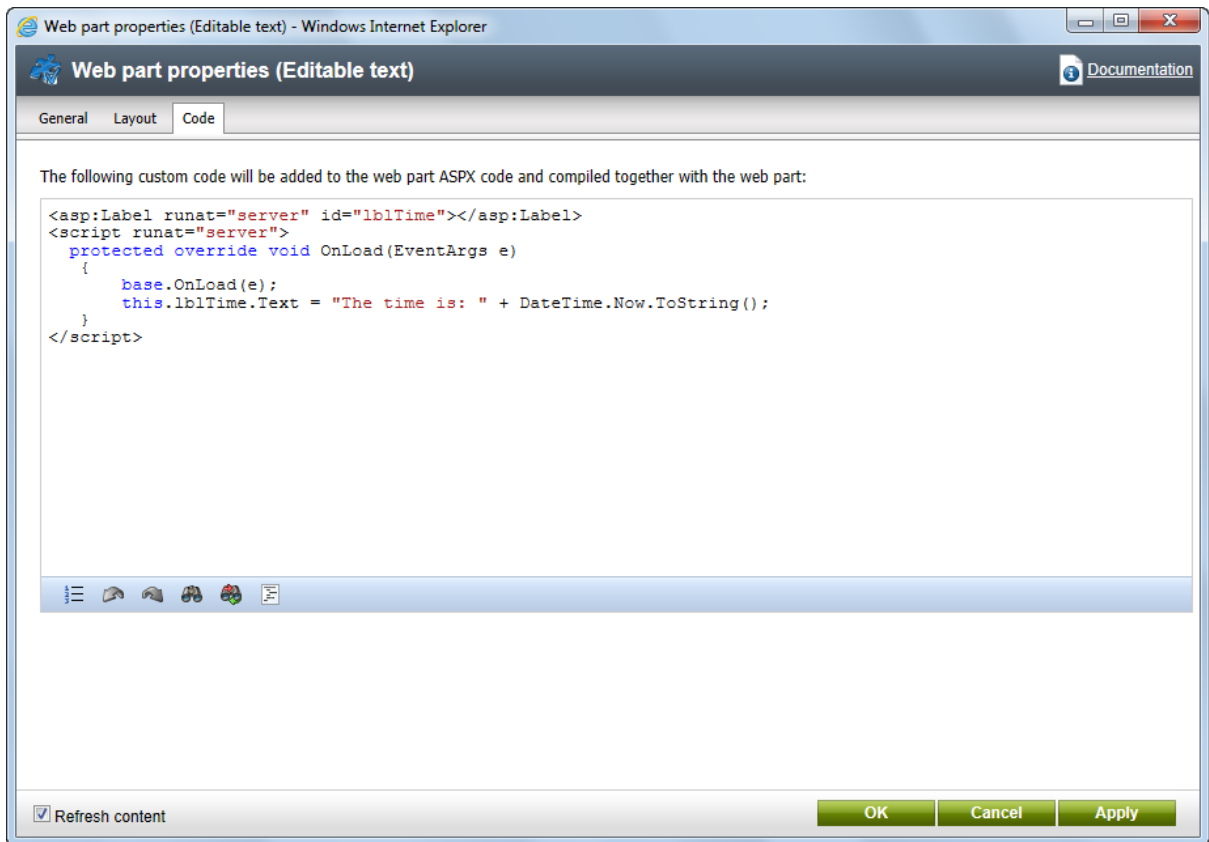 Web part properties (Editable text) - Windows Internet Explorer
Web part properties (Editable text)
Documentation
General Layout Code
The following custom code will be added to the web part ASPX code and compiled together with the web part:
<asp:Label runat="server" id="lblTime"></asp:Label>
<script runat="server">
  protected override void OnLoad(EventArgs e)
   {
       base.OnLoad(e);
       this.lblTime.Text = "The time is: " + DateTime.Now.ToString();
   }
</script>
Refresh content
OK Cancel Apply